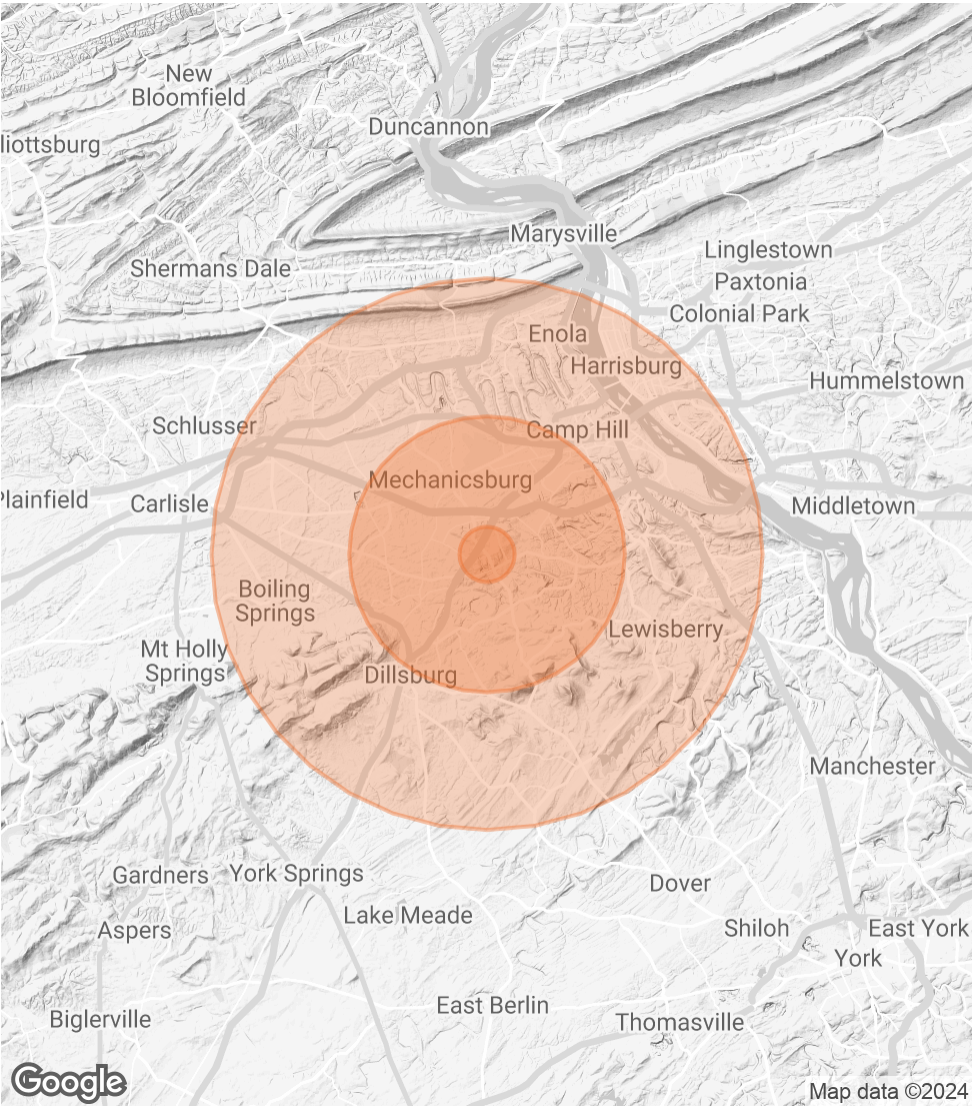 New
Bloomfield
Duncannon
liottsburg
Marysville
Linglestown
Shermans Dale
Paxtonia
Colonial Park
Enola
Harrisburg
Hummelstown
Schlusser
Camp Hill
Mechanicsburg
Plainfield
Carlisle
Middletown
Boiling
Springs
Lewisberry
Mt Holly
Springs
Dillsburg
Manchester
Gardners
York Springs
Dover
Lake Meade
Aspers
Shiloh
East York
York
East Berlin
Biglerville
Thomasville
Google
Map data ©2024